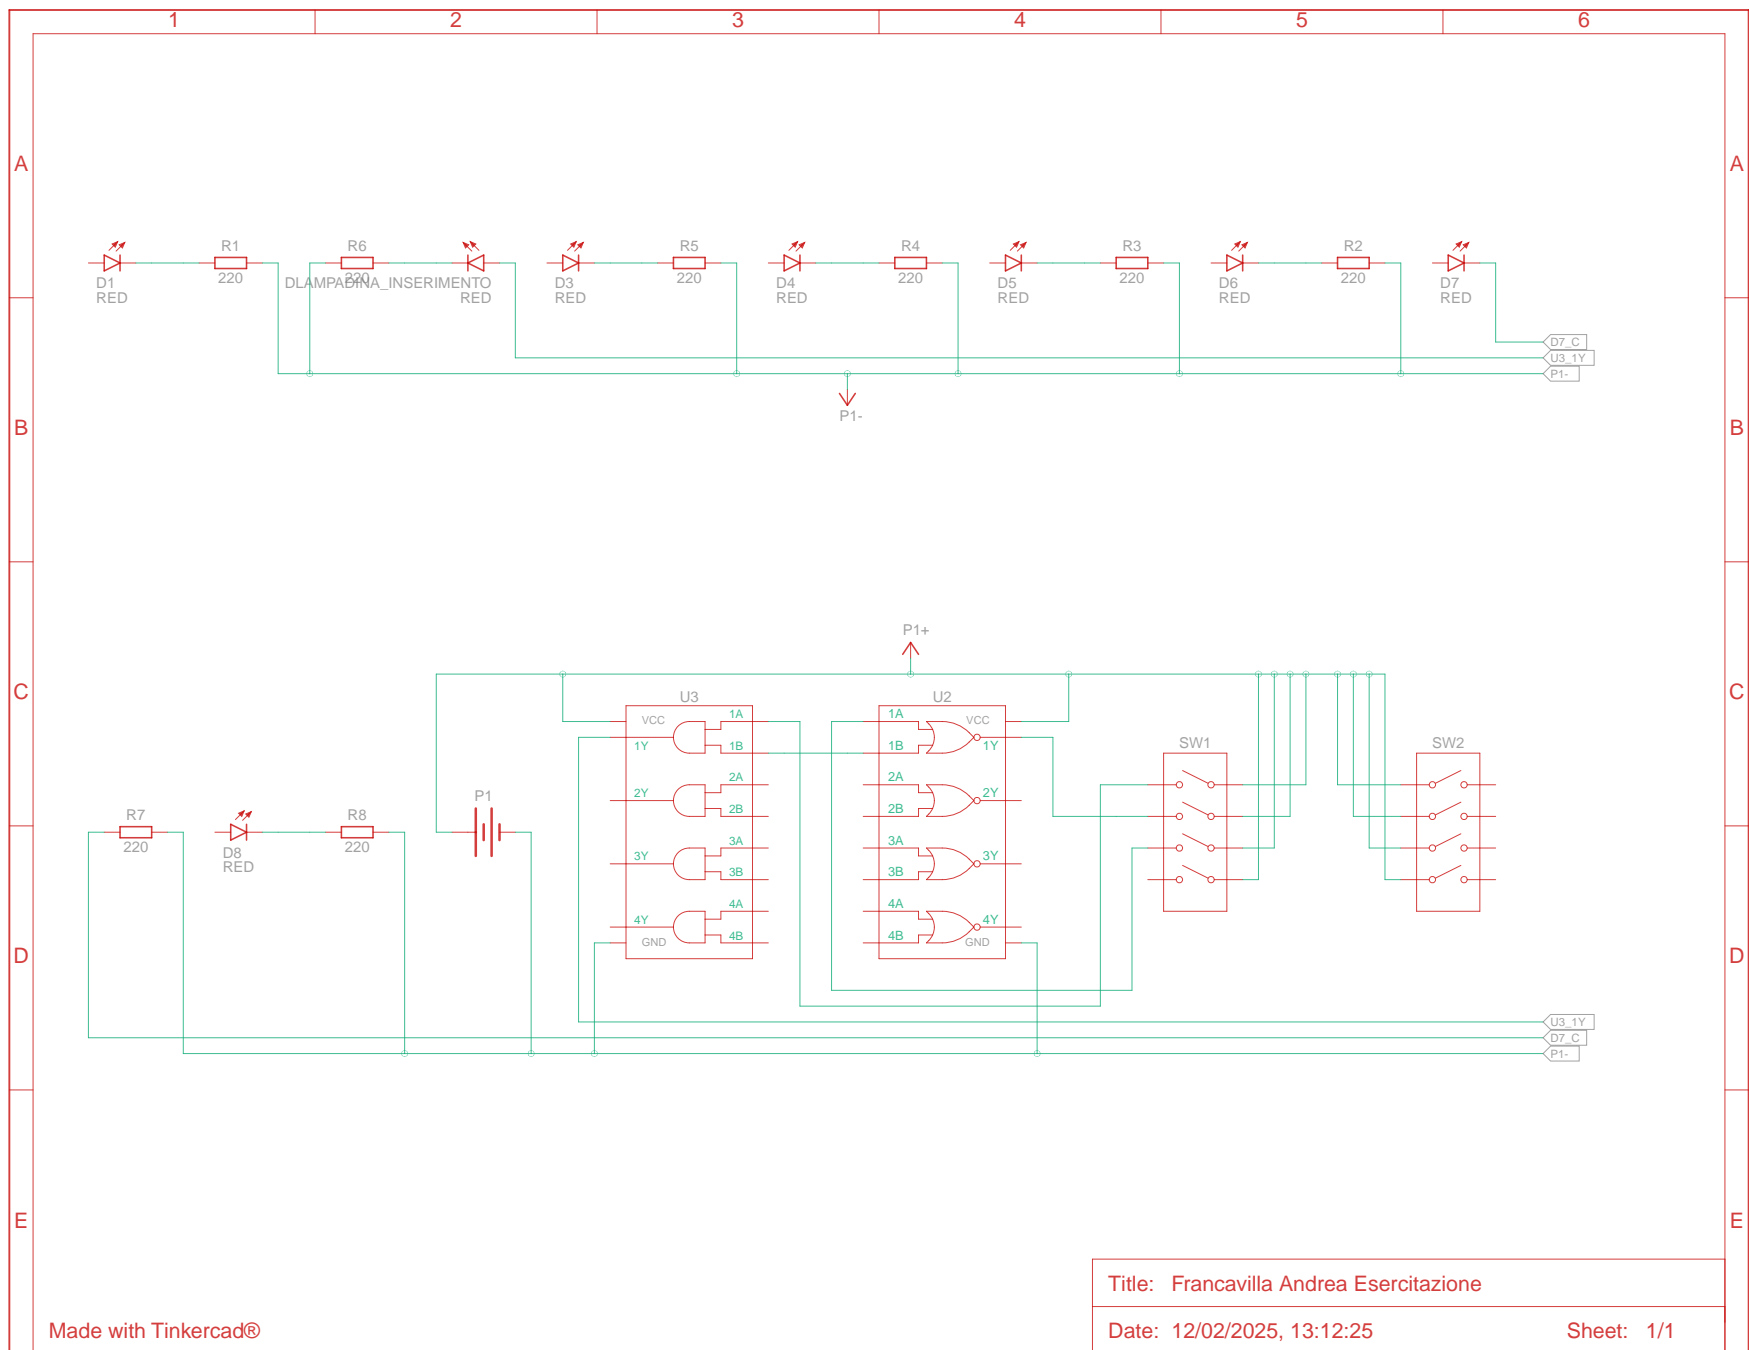 1 2 3 4 5 6
A A
R1 R6 R5 R4 R3 R2
220 220 220 220 220 220
D1 DLAMPADINA_INSERIMENTO D3 D4 D5 D6 D7
RED RED RED RED RED RED RED
D7_C
U3_1Y
P1-
P1-
B B
P1+
C C
U3 U2
VCC 1A 1A VCC
1Y 1B 1B 1Y
SW1 SW2
2A 2A
2Y 2Y
2B 2B
P1
R7 R8
220 220
D8
RED
3A 3A
3Y 3Y
3B 3B
4A 4A
4Y 4Y
GND 4B 4B GND
D D
U3_1Y
D7_C
P1-
E E
Title: Francavilla Andrea Esercitazione
Made with Tinkercad®
Date: 12/02/2025, 13:12:25 Sheet: 1/1